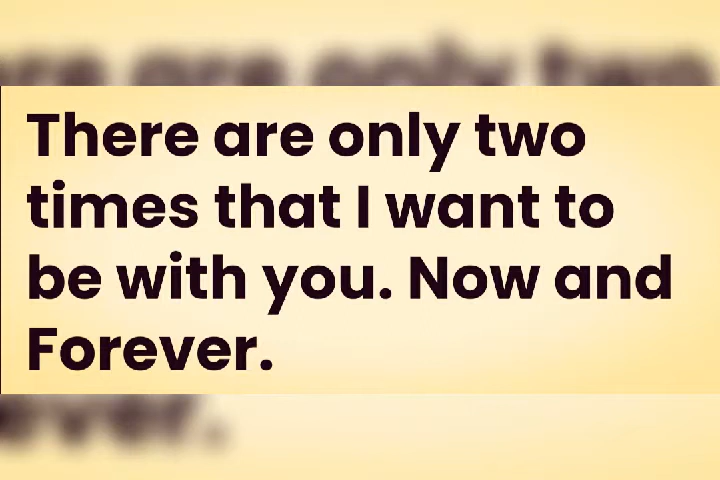 There are only two
times that I want to
be with you. Now and
Forever.